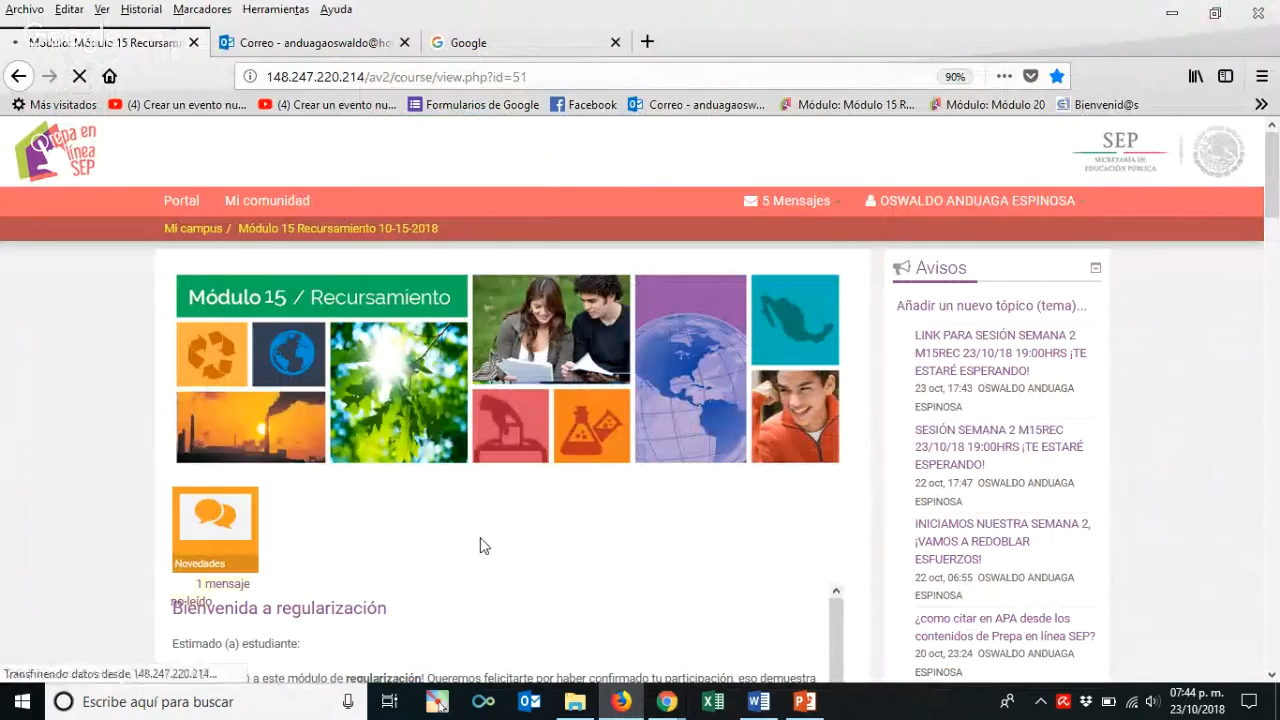 Archivo Editar Ver Historial Marcadores Herramientas Ayuda
Módulo: Módulo 15 Recursam
Correo - anduagaoswaldo@ho
Google
148.247.220.214/av2/course/view.php?id=51
90%
Más visitados
(4) Crear un evento nu...
(4) Crear un evento nu...
Formularios de Google
Facebook
Correo - anduagaosw...
Módulo: Módulo 15 R...
Módulo: Módulo 20
Bienvenid@s
Prepa en
línea
SEP
SEP
SECRETARÍA DE
EDUCACIÓN PÚBLICA
Portal
Mi comunidad
5 Mensajes
OSWALDO ANDUAGA ESPINOSA
Mi campus / Módulo 15 Recursamiento 10-15-2018
Módulo 15 / Recursamiento
Novedades
1 mensaje
no leído
Bienvenida a regularización
Estimado (a) estudiante:
a este módulo de regularización! Queremos felicitarte por haber confirmado tu participación, eso demuestra
Avisos
Añadir un nuevo tópico (tema)...
LINK PARA SESIÓN SEMANA 2
M15REC 23/10/18 19:00HRS ¡TE
ESTARÉ ESPERANDO!
23 oct, 17:43 OSWALDO ANDUAGA
ESPINOSA
SESIÓN SEMANA 2 M15REC
23/10/18 19:00HRS ¡TE ESTARÉ
ESPERANDO!
22 oct, 17:47 OSWALDO ANDUAGA
ESPINOSA
INICIAMOS NUESTRA SEMANA 2,
¡VAMOS A REDOBLAR
ESFUERZOS!
22 oct, 06:55 OSWALDO ANDUAGA
ESPINOSA
¿como citar en APA desde los
contenidos de Prepa en línea SEP?
20 oct, 23:24 OSWALDO ANDUAGA
ESPINOSA
Transfiriendo datos desde 148.247.220.214...
Escribe aquí para buscar
07:44 p. m.
23/10/2018